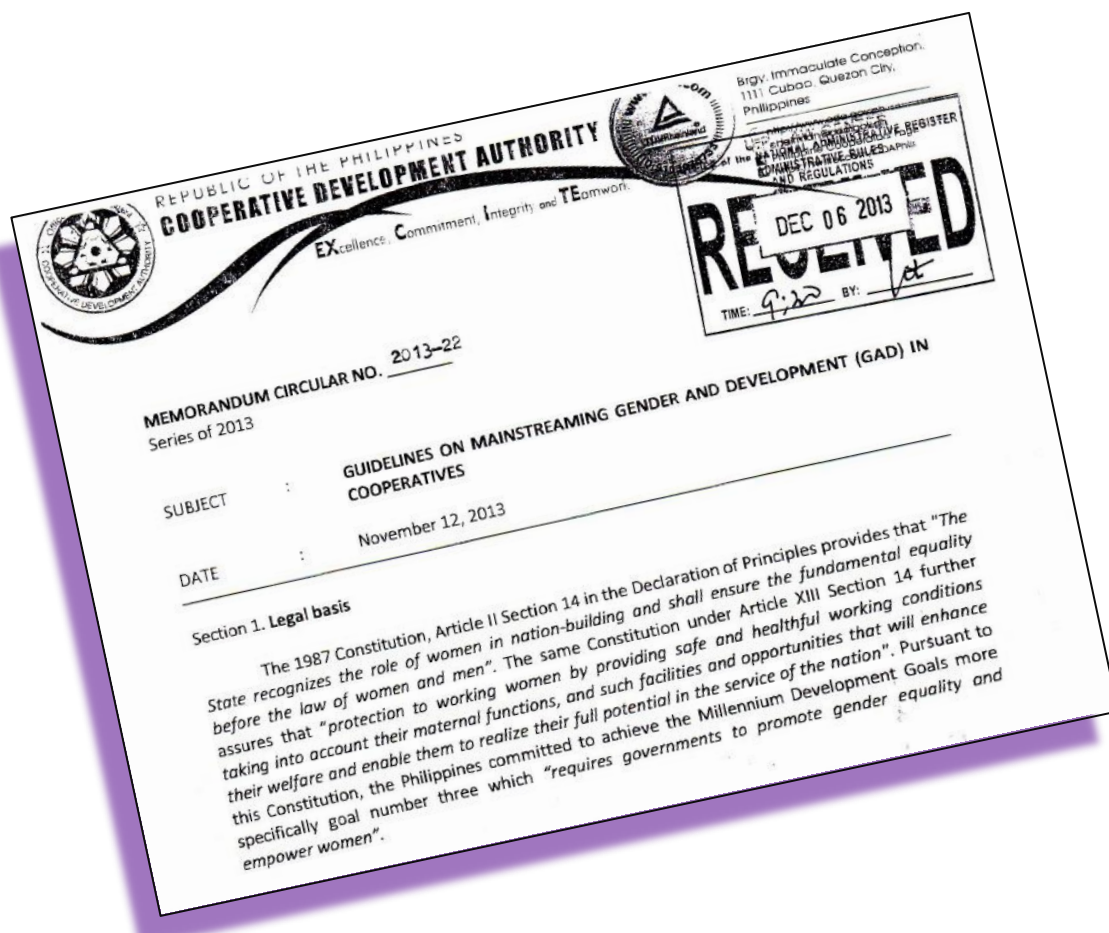 REPUBLIC OF THE PHILIPPINES
COOPERATIVE DEVELOPMENT AUTHORITY
EXcellence, Commitment, Integrity and TEamwork
COOPERATIVE DEVELOPMENT AUTHORITY
TÜVRheinland
Brgy. Immaculate Conception,
1111 Cubao, Quezon City,
Philippines
NATIONAL ADMINISTRATIVE REGISTER
ADMINISTRATIVE RULES
AND REGULATIONS
RECEIVED
DEC 06 2013
TIME: 9:20 BY:
MEMORANDUM CIRCULAR NO. 2013-22
Series of 2013
SUBJECT : GUIDELINES ON MAINSTREAMING GENDER AND DEVELOPMENT (GAD) IN
COOPERATIVES
DATE : November 12, 2013
Section 1. Legal basis
The 1987 Constitution, Article II Section 14 in the Declaration of Principles provides that "The
State recognizes the role of women in nation-building and shall ensure the fundamental equality
before the law of women and men". The same Constitution under Article XIII Section 14 further
assures that "protection to working women by providing safe and healthful working conditions
taking into account their maternal functions, and such facilities and opportunities that will enhance
their welfare and enable them to realize their full potential in the service of the nation". Pursuant to
this Constitution, the Philippines committed to achieve the Millennium Development Goals more
specifically goal number three which "requires governments to promote gender equality and
empower women".